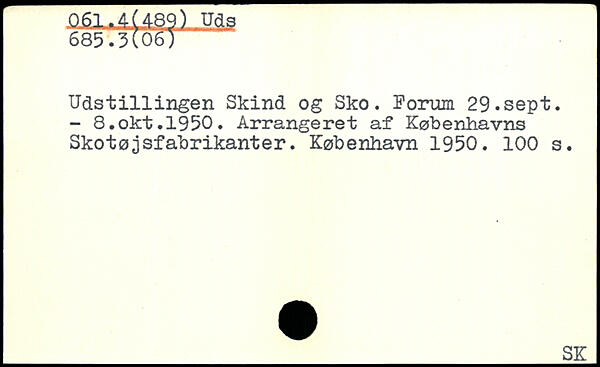 061.4(489) Uds
685.3(06)
Udstillingen Skind og Sko. Forum 29.sept.
- 8.okt.1950. Arrangeret af Københavns
Skotøjsfabrikanter. København 1950. 100 s.
SK